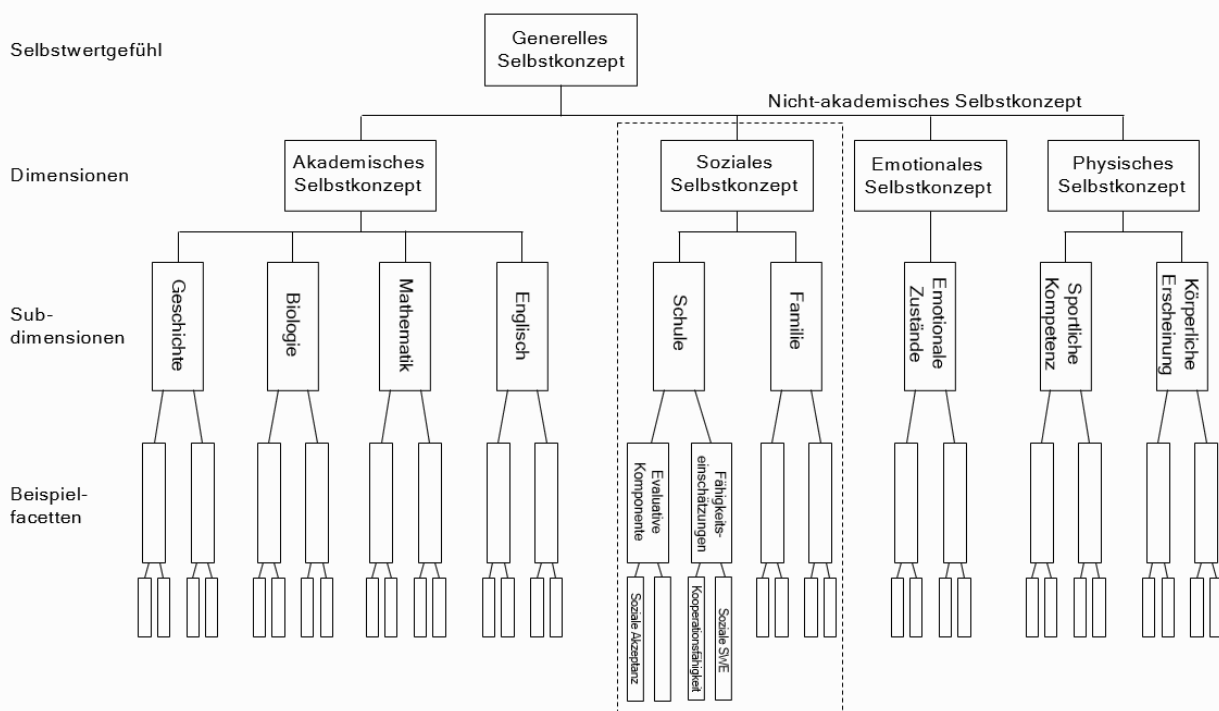 Selbstwertgefühl
Generelles
Selbstkonzept
Nicht-akademisches Selbstkonzept
Dimensionen
Akademisches
Selbstkonzept
Soziales
Selbstkonzept
Emotionales
Selbstkonzept
Physisches
Selbstkonzept
Sub-
dimensionen
Geschichte
Biologie
Mathematik
Englisch
Schule
Familie
Emotionale
Zustände
Sportliche
Kompetenz
Körperliche
Erscheinung
Beispiel-
facetten
Evaluative
Komponente
Fähigkeits-
einschätzungen
Soziale Akzeptanz
Kooperationsfähigkeit
Soziale SWE